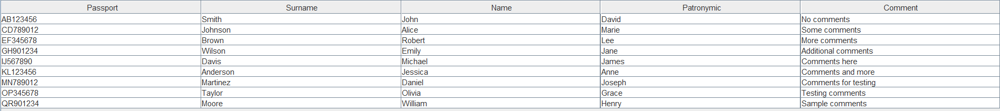 Passport Surname Name Patronymic Comment
AB123456 Smith John David No comments
CD789012 Johnson Alice Marie Some comments
EF345678 Brown Robert Lee More comments
GH901234 Wilson Emily Jane Additional comments
IJ567890 Davis Michael James Comments here
KL123456 Anderson Jessica Anne Comments and more
MN789012 Martinez Daniel Joseph Comments for testing
OP345678 Taylor Olivia Grace Testing comments
QR901234 Moore William Henry Sample comments